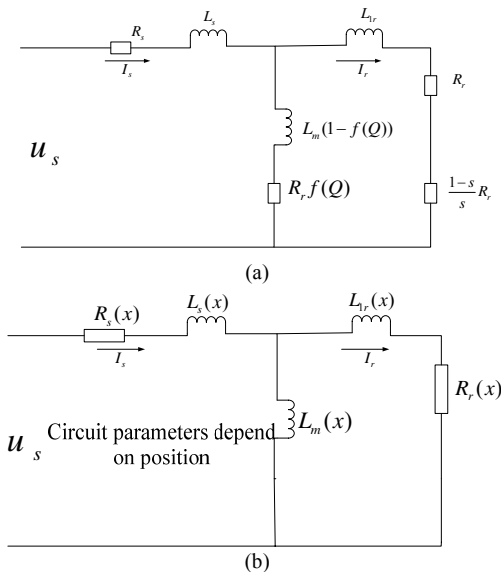 R_s L_s L_{1r}
I_s I_r
R_r
L_m(1-f(Q))
u_s
R_r f(Q)
\frac{1-s}{s}R_r
(a)
R_s(x) L_s(x) L_{1r}(x)
I_s I_r
R_r(x)
L_m(x)
u_s Circuit parameters depend
on position
(b)